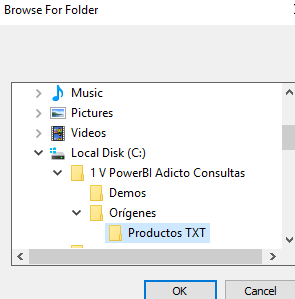 Browse For Folder
Music
Pictures
Videos
Local Disk (C:)
1 V PowerBI Adicto Consultas
Demos
Orígenes
Productos TXT
OK
Cancel